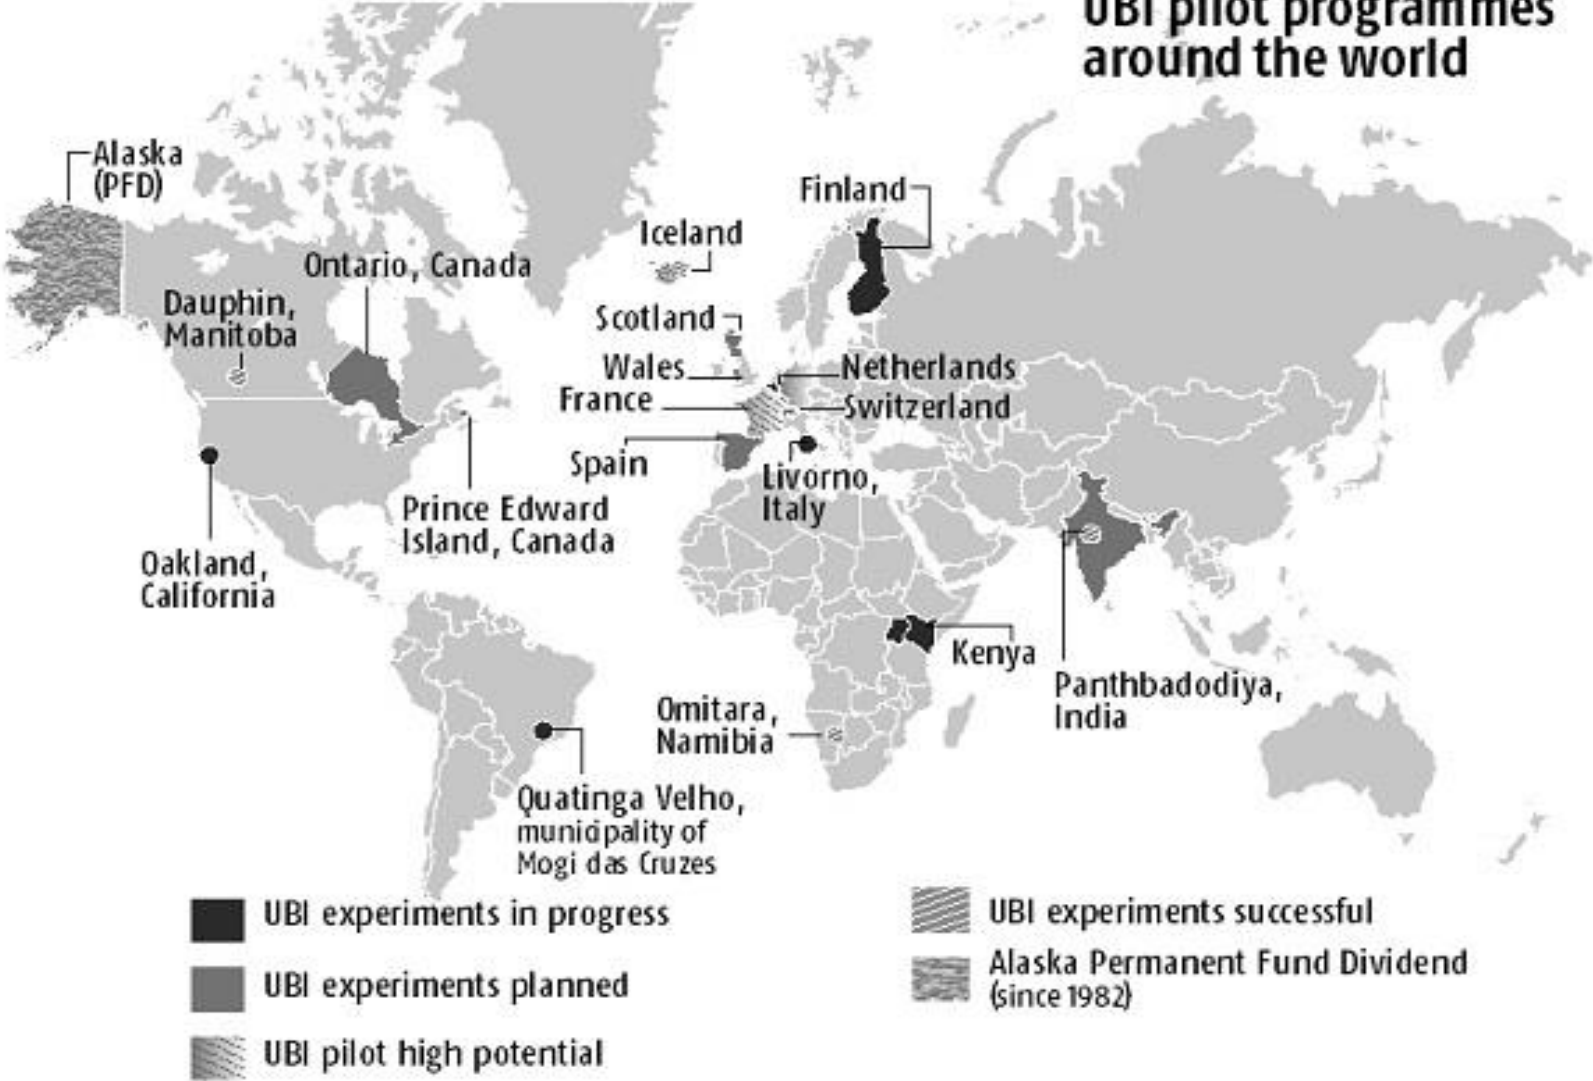 UBI pilot programmes
around the world
Alaska
(PFD)
Finland
Iceland
Ontario, Canada
Dauphin,
Manitoba
Scotland
Wales
Netherlands
France
Switzerland
Spain
Livorno,
Italy
Prince Edward
Island, Canada
Oakland,
California
Kenya
Panthbadodiya,
India
Omitara,
Namibia
Quatinga Velho,
municipality of
Mogi das Cruzes
UBI experiments in progress
UBI experiments planned
UBI pilot high potential
UBI experiments successful
Alaska Permanent Fund Dividend
(since 1982)